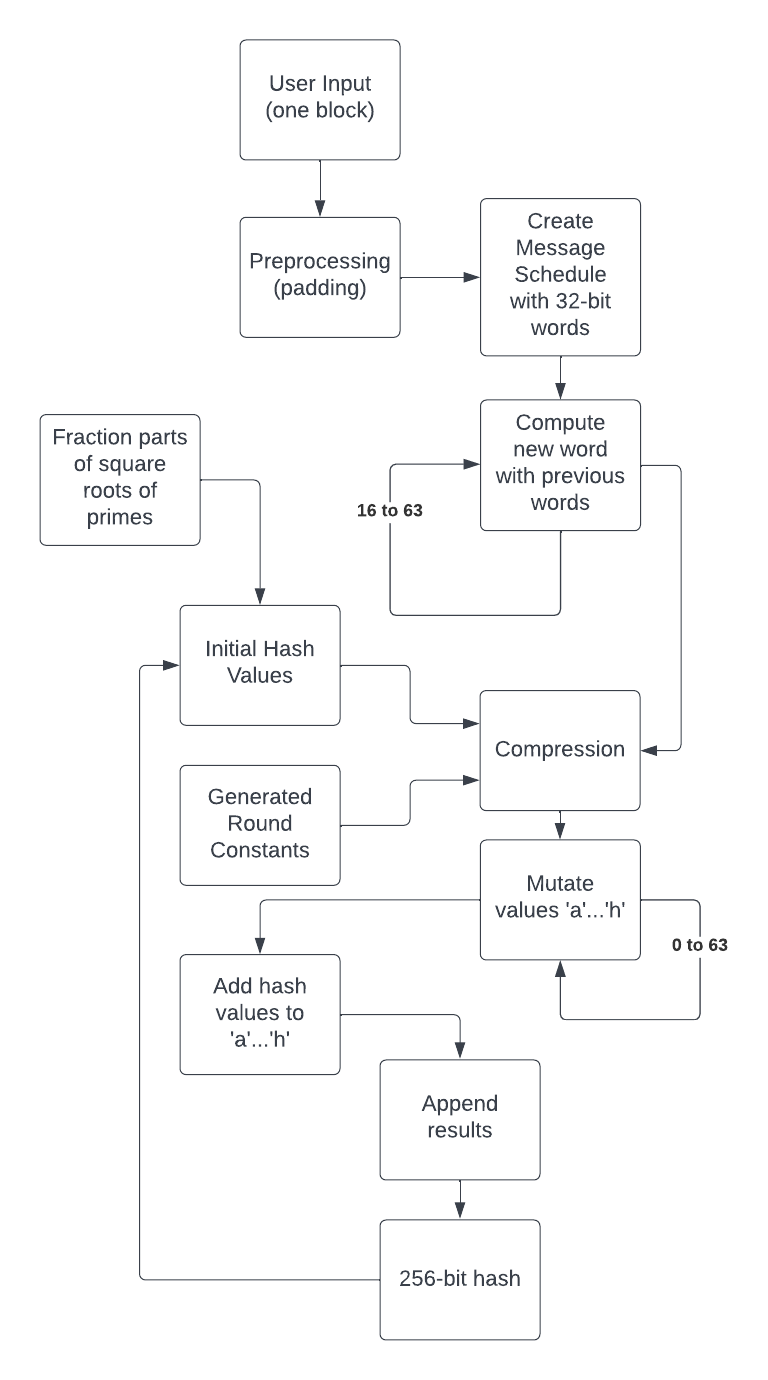 User Input
(one block)
Preprocessing
(padding)
Create
Message
Schedule
with 32-bit
words
Compute
new word
with previous
words
16 to 63
Fraction parts
of square
roots of
primes
Initial Hash
Values
Compression
Generated
Round
Constants
Mutate
values 'a'...'h'
0 to 63
Add hash
values to
'a'...'h'
Append
results
256-bit hash